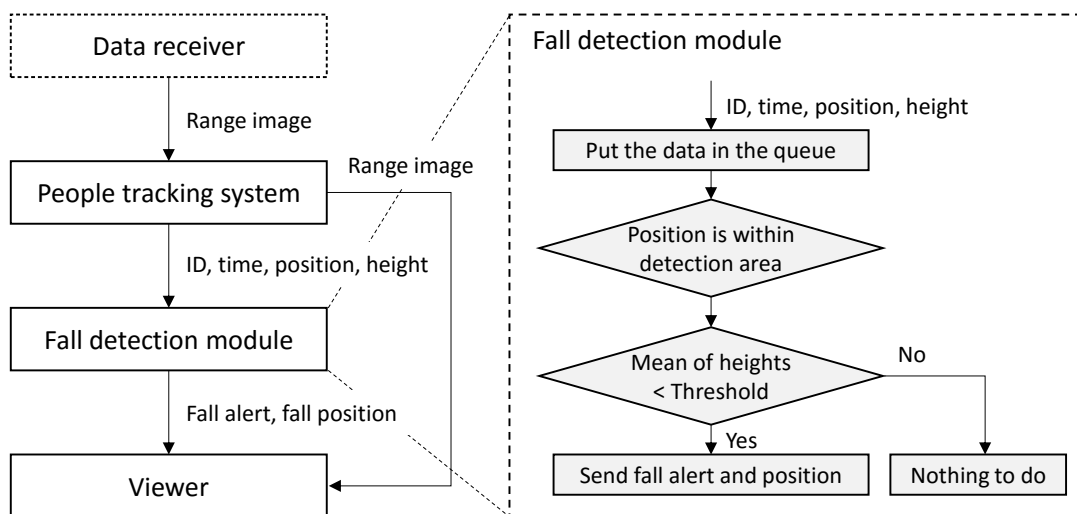 Data receiver
Range image
People tracking system
Range image
ID, time, position, height
Fall detection module
Fall alert, fall position
Viewer
Fall detection module
ID, time, position, height
Put the data in the queue
Position is within
detection area
Mean of heights
< Threshold
No
Yes
Send fall alert and position
Nothing to do